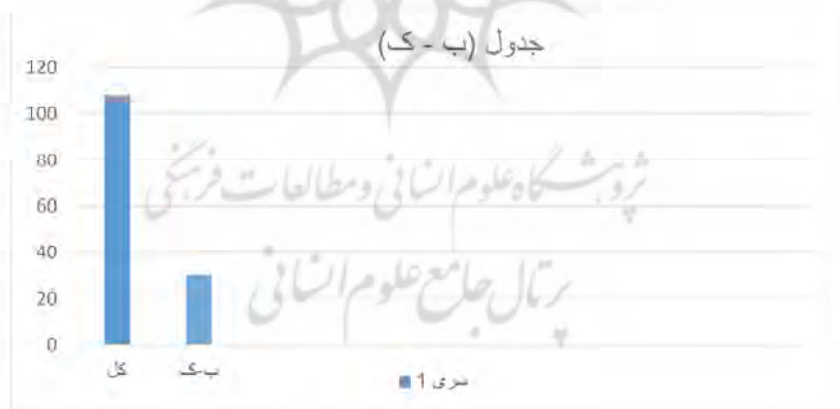 جدول (ب - ک)
120
100
80
60
40
20
0
کل
ب-ک
سری 1
پژوهشگاه علوم انسانی و مطالعات فرهنگی
پرتال جامع علوم انسانی